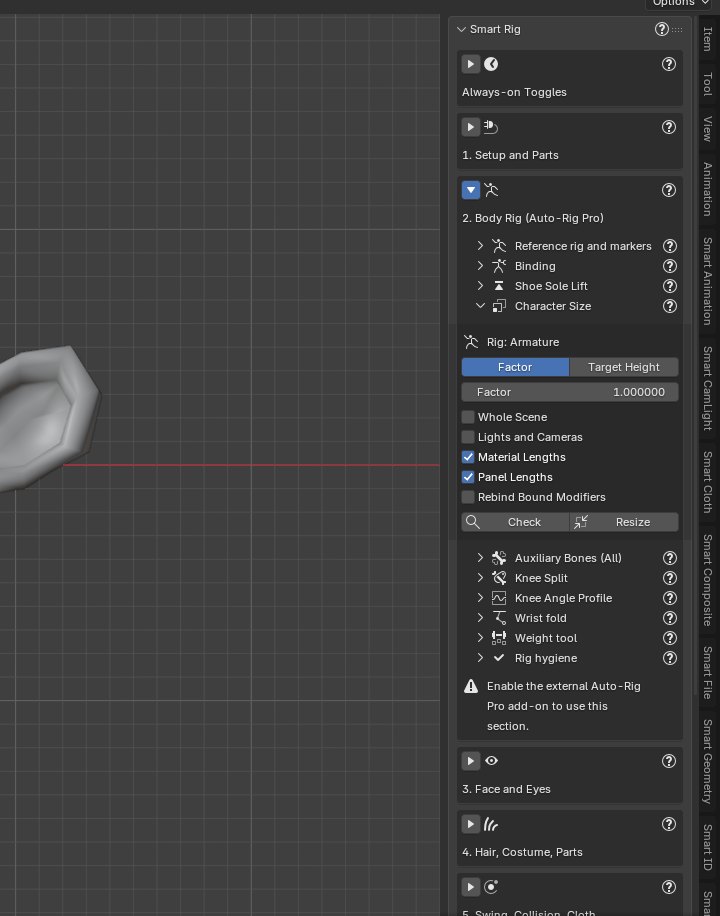 Options
Smart Rig
Always-on Toggles
1. Setup and Parts
2. Body Rig (Auto-Rig Pro)
Reference rig and markers
Binding
Shoe Sole Lift
Character Size
Rig: Armature
Factor
Target Height
Factor 1.000000
Whole Scene
Lights and Cameras
Material Lengths
Panel Lengths
Rebind Bound Modifiers
Check
Resize
Auxiliary Bones (All)
Knee Split
Knee Angle Profile
Wrist fold
Weight tool
Rig hygiene
Enable the external Auto-Rig
Pro add-on to use this
section.
3. Face and Eyes
4. Hair, Costume, Parts
5. Swing, Collision, Cloth
Item
Tool
View
Animation
Smart Animation
Smart CamLight
Smart Cloth
Smart Composite
Smart File
Smart Geometry
Smart ID